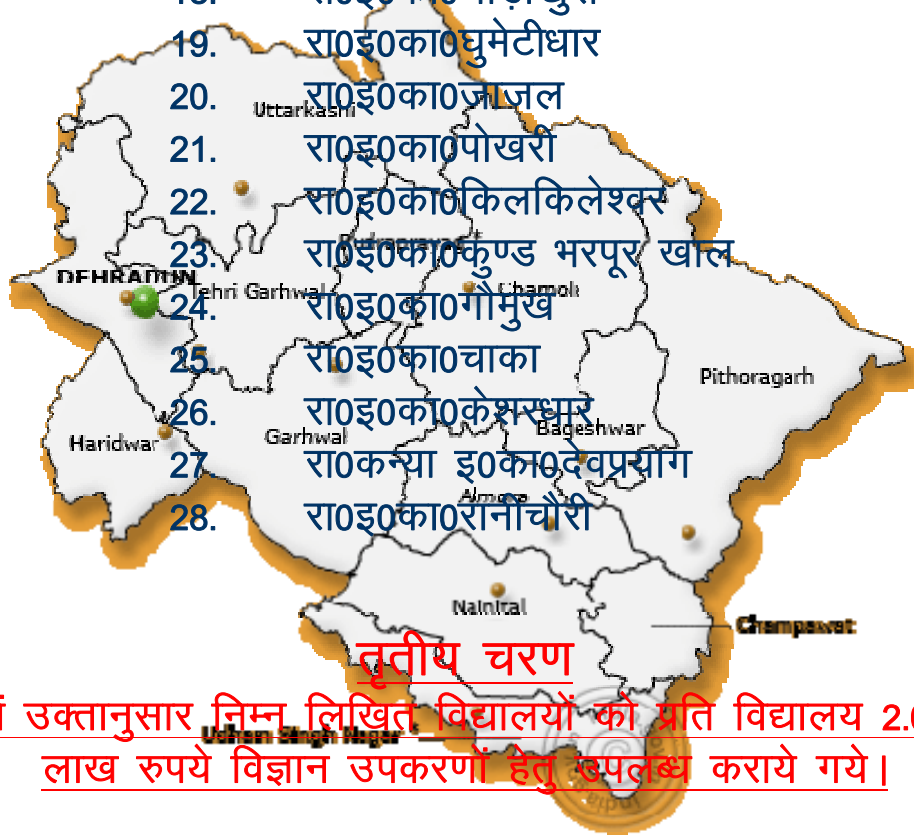 19. रा0इ0का0घुमेटीधार
20. रा0इ0का0जाजल
Uttarkashi
21. रा0इ0का0पोखरी
22. रा0इ0का0किलकिलेश्वर
Rudraprayag
23. रा0इ0का0कुण्ड भरपूर खाल
DEHRADUN
Tehri Garhwal
Chamoli
24. रा0इ0का0गौमुख
25. रा0इ0का0चाका
Pithoragarh
26. रा0इ0का0केशरधार
Haridwar
Garhwal
Bageshwar
27. रा0कन्या इ0का0देवप्रयाग
Almora
28. रा0इ0का0रानीचौरी
Nainital
Champawat
तृतीय चरण
उक्तानुसार निम्न लिखित विद्यालयों को प्रति विद्यालय
Udham Singh Nagar
लाख रुपये विज्ञान उपकरणों हेतु उपलब्ध कराये गये।